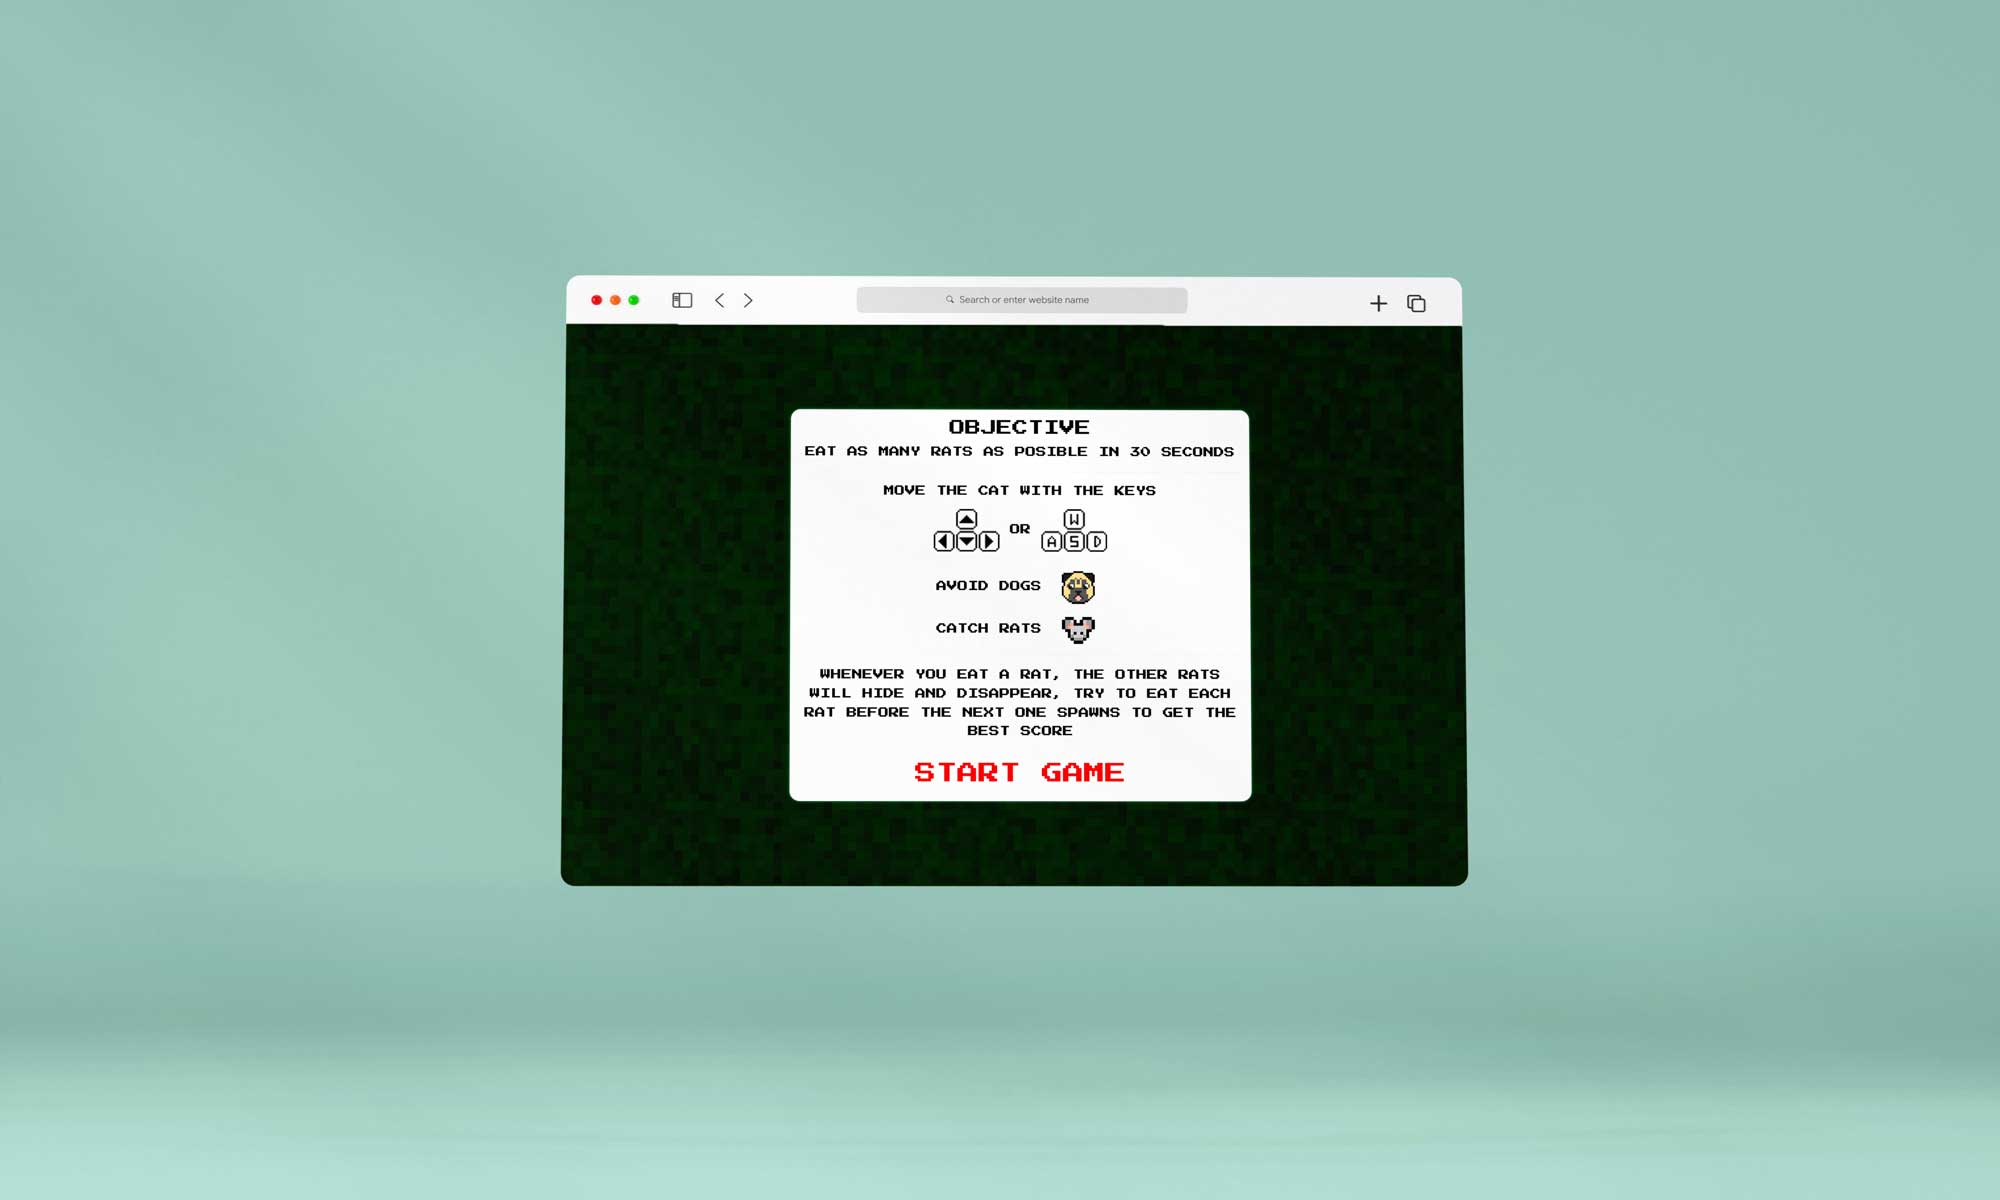 Search or enter website name
OBJECTIVE
EAT AS MANY RATS AS POSIBLE IN 30 SECONDS
MOVE THE CAT WITH THE KEYS
OR
W
A S D
AVOID DOGS
CATCH RATS
WHENEVER YOU EAT A RAT, THE OTHER RATS
WILL HIDE AND DISAPPEAR, TRY TO EAT EACH
RAT BEFORE THE NEXT ONE SPAWNS TO GET THE
BEST SCORE
START GAME